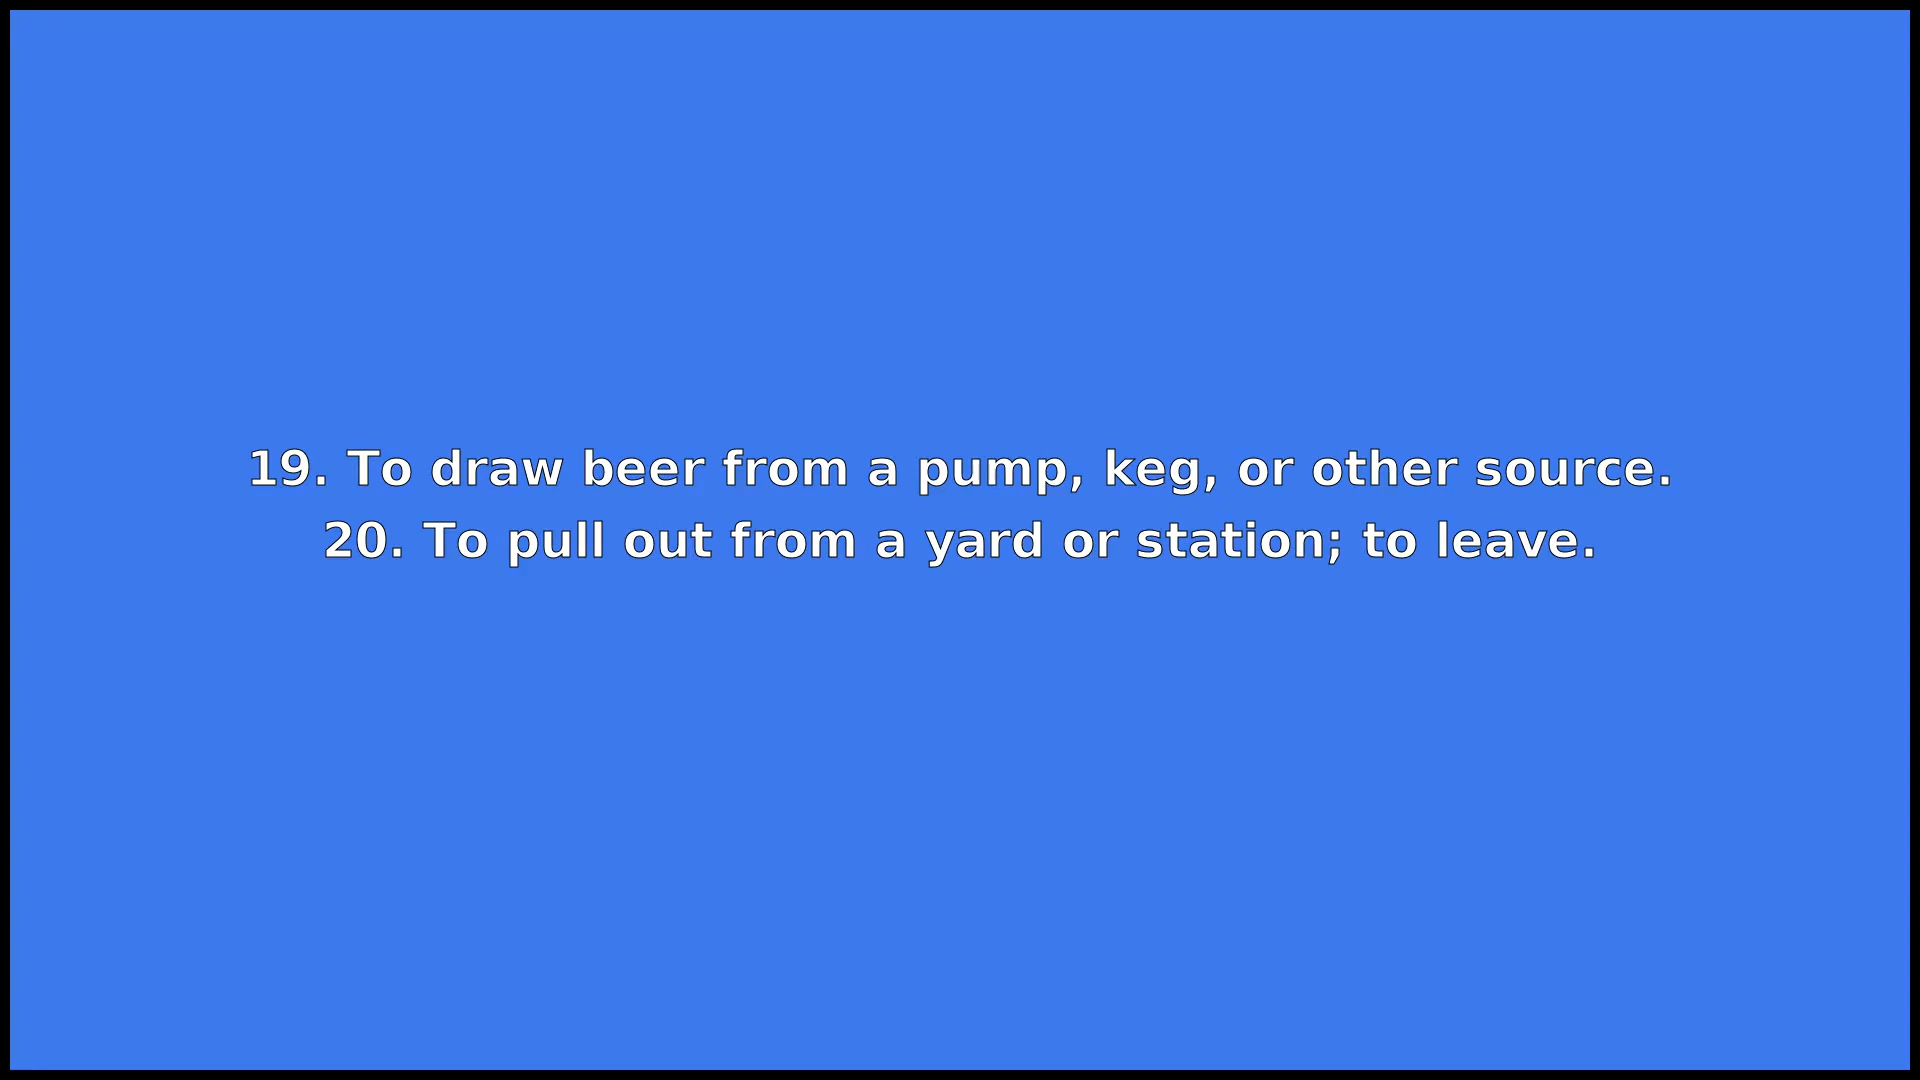 19. To draw beer from a pump, keg, or other source.
20. To pull out from a yard or station; to leave.